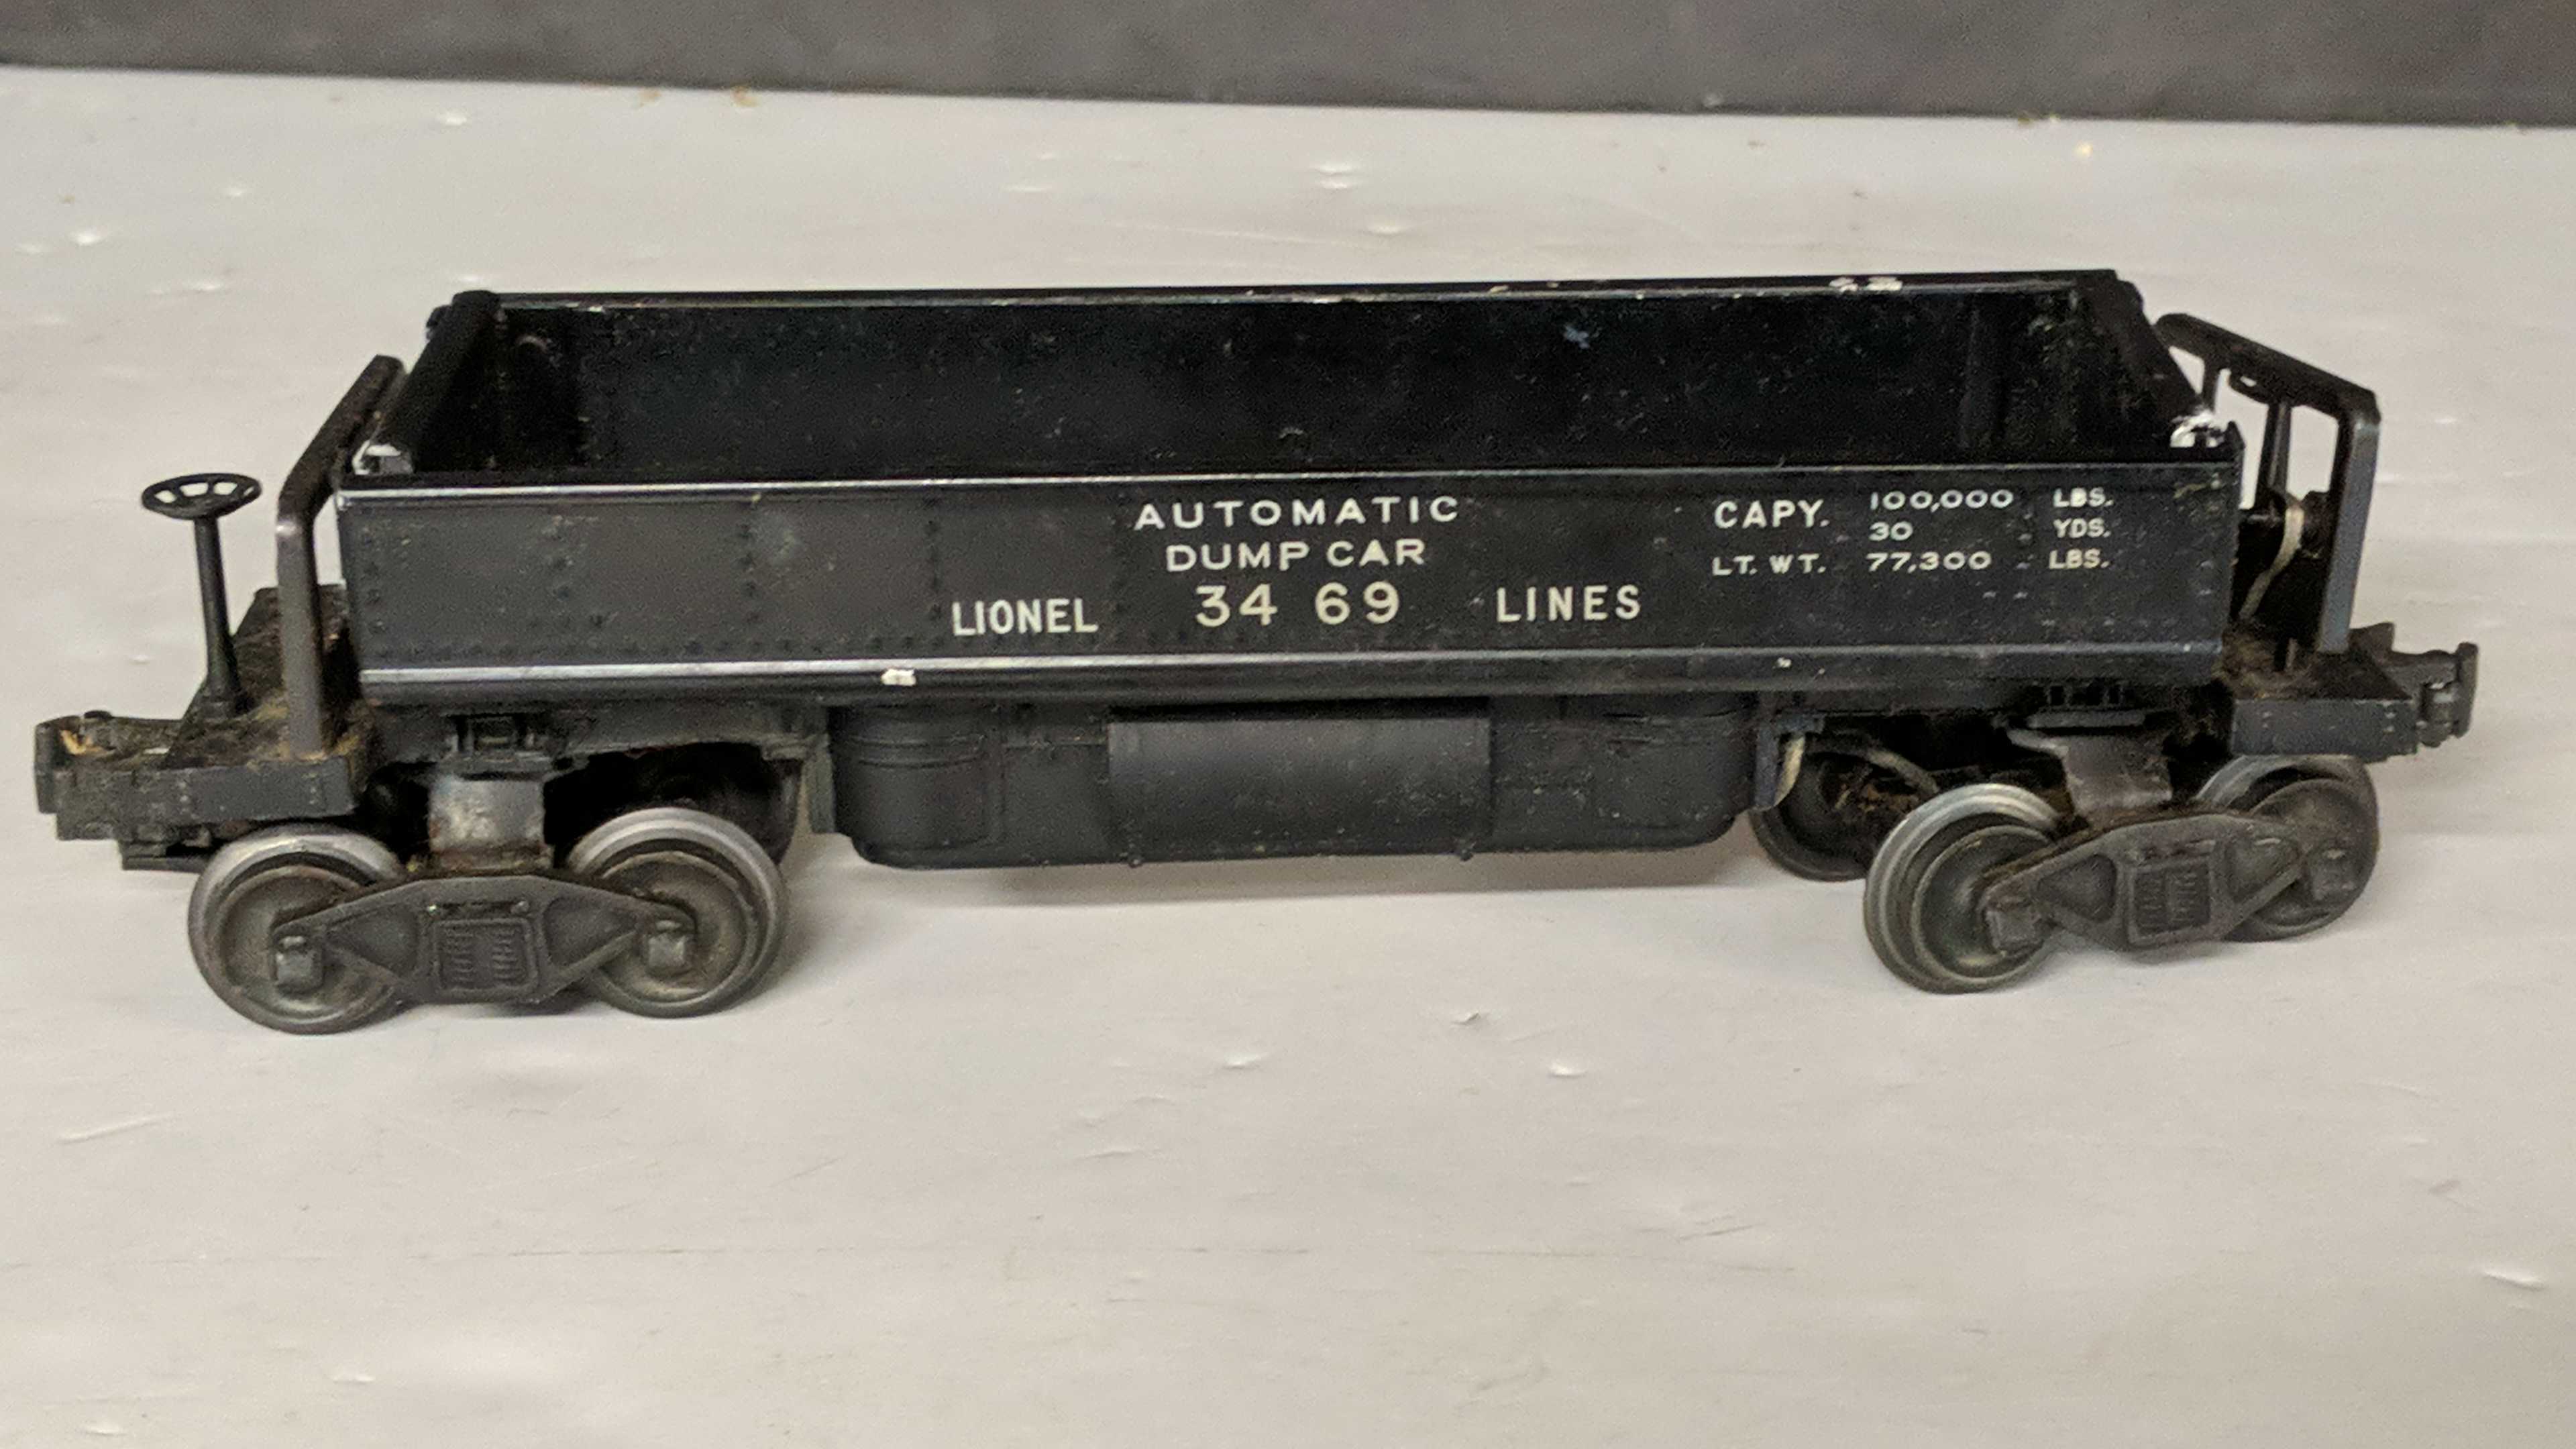 AUTOMATIC
DUMP CAR
LIONEL 34 69 LINES
CAPY. 100,000 LBS.
30 YDS.
LT. WT. 77,300 LBS.